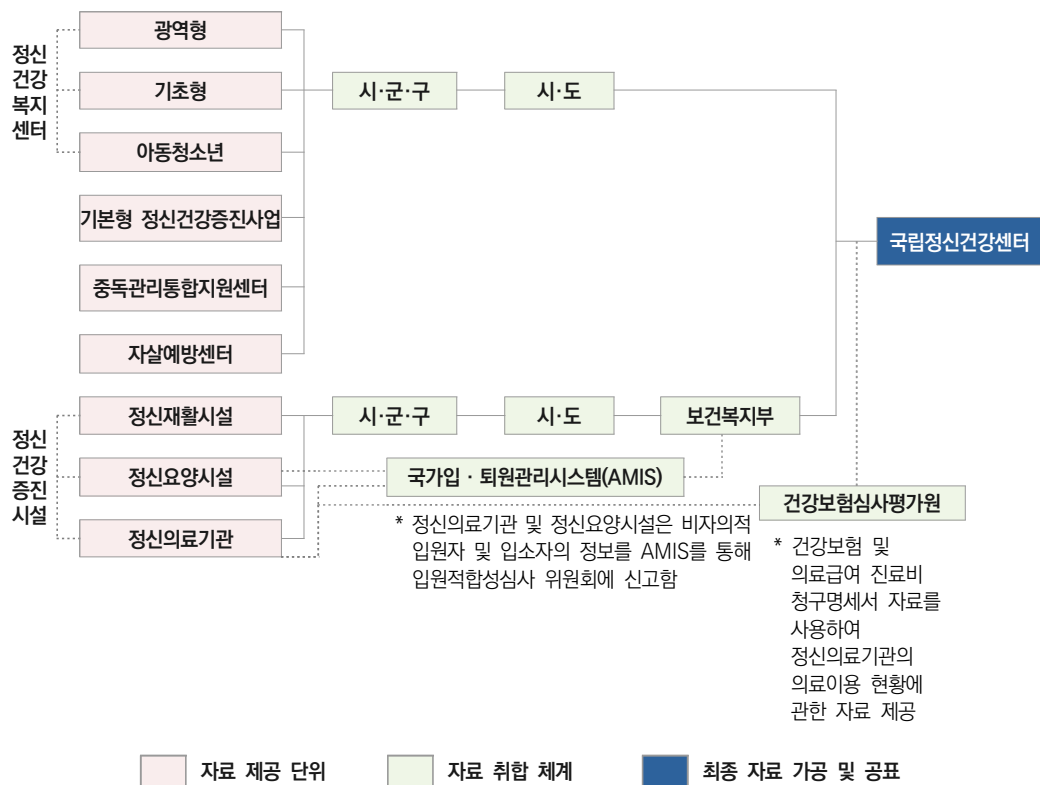 정신
건강
복지
센터
광역형
기초형
시·군·구
시·도
아동청소년
기본형 정신건강증진사업
국립정신건강센터
중독관리통합지원센터
자살예방센터
정신
건강
증진
시설
정신재활시설
시·군·구
시·도
보건복지부
정신요양시설
국가입·퇴원관리시스템(AMIS)
정신의료기관
건강보험심사평가원
* 정신의료기관 및 정신요양시설은 비자의적
입원자 및 입소자의 정보를 AMIS를 통해
입원적합성심사 위원회에 신고함
* 건강보험 및
의료급여 진료비
청구명세서 자료를
사용하여
정신의료기관의
의료이용 현황에
관한 자료 제공
자료 제공 단위
자료 취합 체계
최종 자료 가공 및 공표